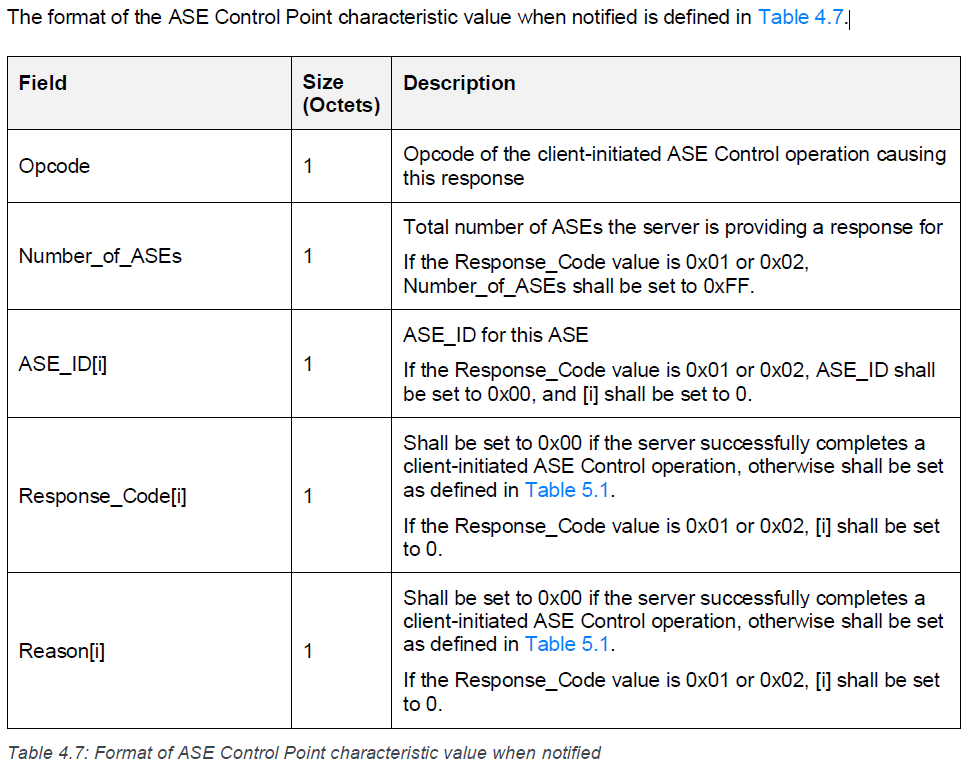 The format of the ASE Control Point characteristic value when notified is defined in Table 4.7.
Field
Size
(Octets)
Description
Opcode
1
Opcode of the client-initiated ASE Control operation causing
this response
Number_of_ASEs
1
Total number of ASEs the server is providing a response for
If the Response_Code value is 0x01 or 0x02,
Number_of_ASEs shall be set to 0xFF.
ASE_ID[i]
1
ASE_ID for this ASE
If the Response_Code value is 0x01 or 0x02, ASE_ID shall
be set to 0x00, and [i] shall be set to 0.
Response_Code[i]
1
Shall be set to 0x00 if the server successfully completes a
client-initiated ASE Control operation, otherwise shall be set
as defined in Table 5.1.
If the Response_Code value is 0x01 or 0x02, [i] shall be set
to 0.
Reason[i]
1
Shall be set to 0x00 if the server successfully completes a
client-initiated ASE Control operation, otherwise shall be set
as defined in Table 5.1.
If the Response_Code value is 0x01 or 0x02, [i] shall be set
to 0.
Table 4.7: Format of ASE Control Point characteristic value when notified